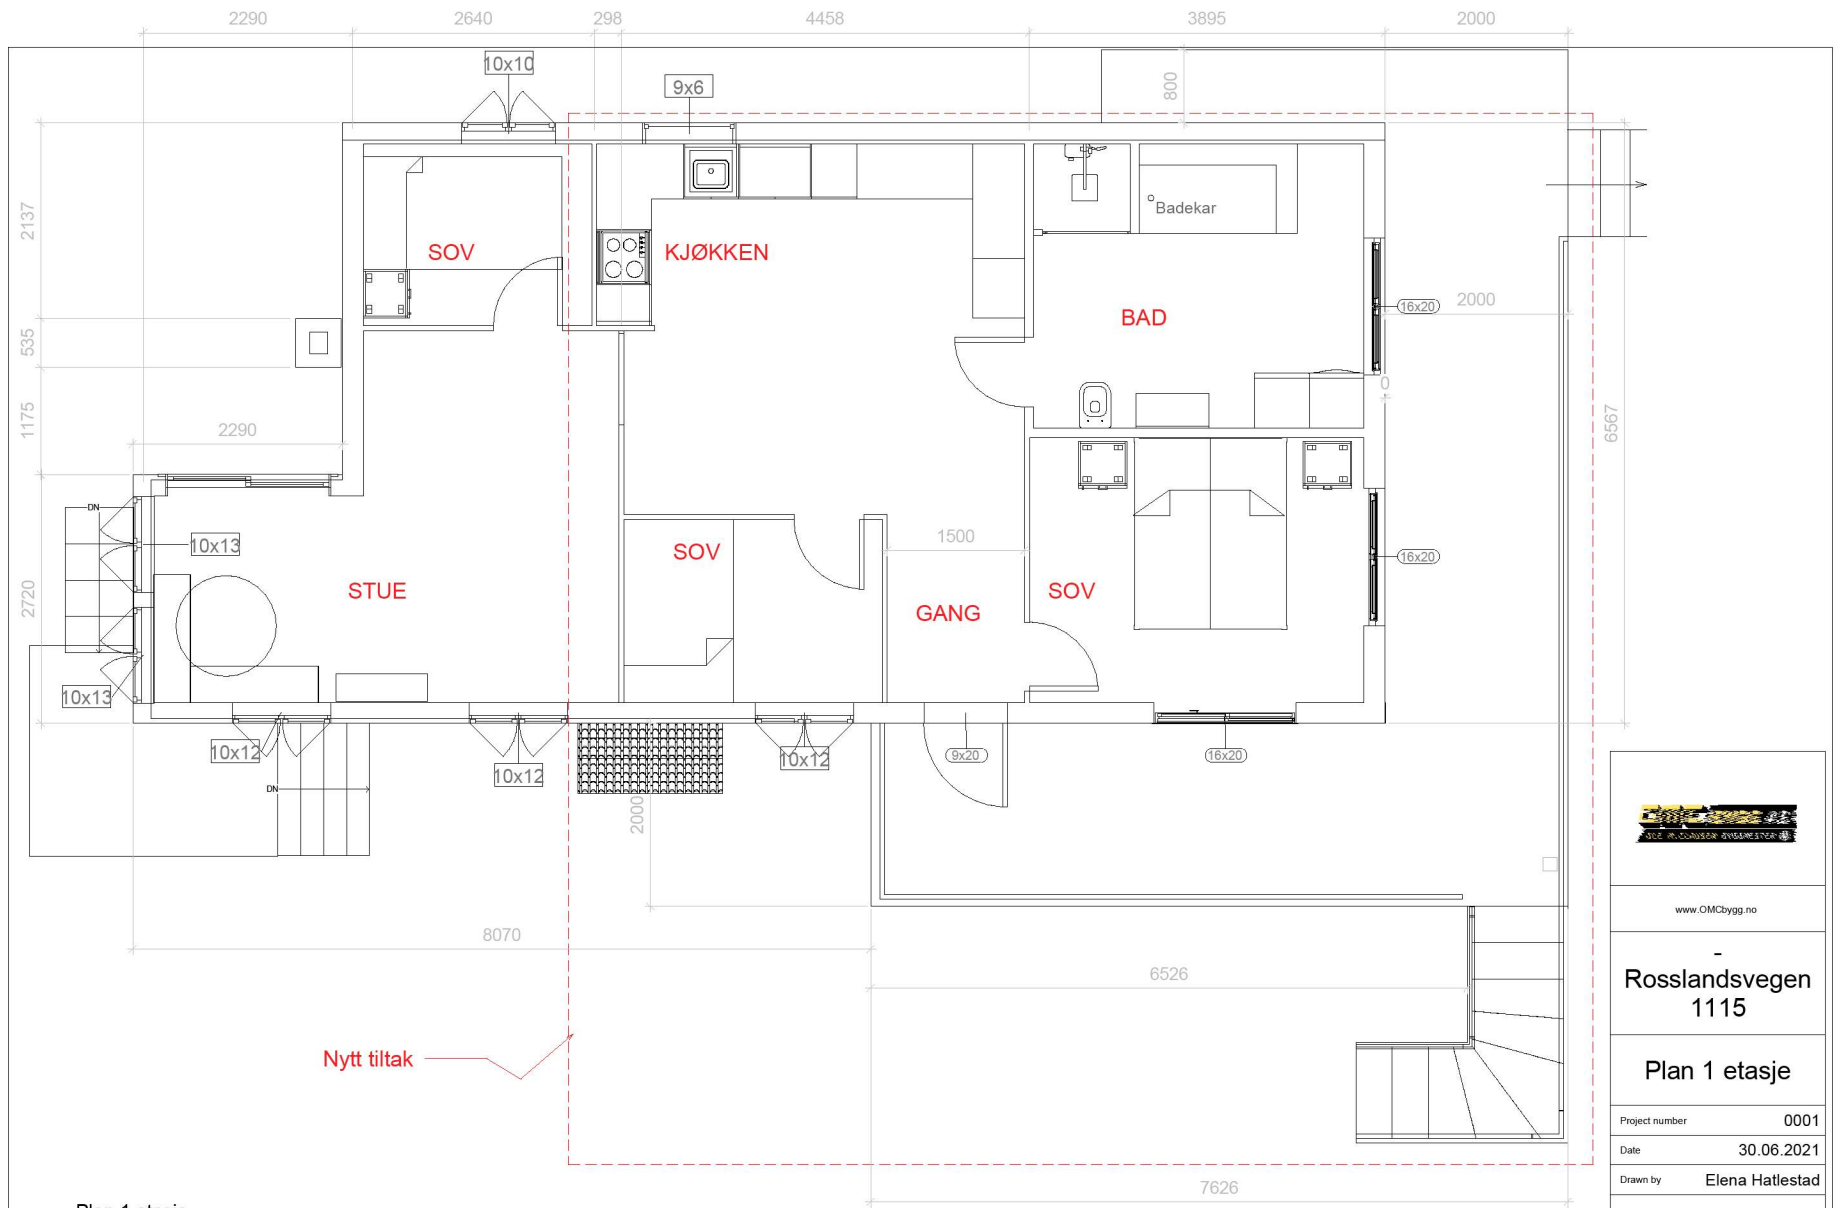 2290
2640
298
4458
3895
2000
10x10
9x6
800
2137
SOV
KJØKKEN
Badekar
BAD
16x20
2000
0
535
1175
2290
6567
DN
10x13
SOV
1500
16x20
STUE
GANG
SOV
2720
10x13
10x12
10x12
10x12
9x20
16x20
DN
2000
www.OMCbygg.no
8070
6526
-
Rosslandsvegen
1115
Nytt tiltak
Plan 1 etasje
Project number 0001
Date 30.06.2021
Drawn by Elena Hatlestad
7626
Plan 1 etasje